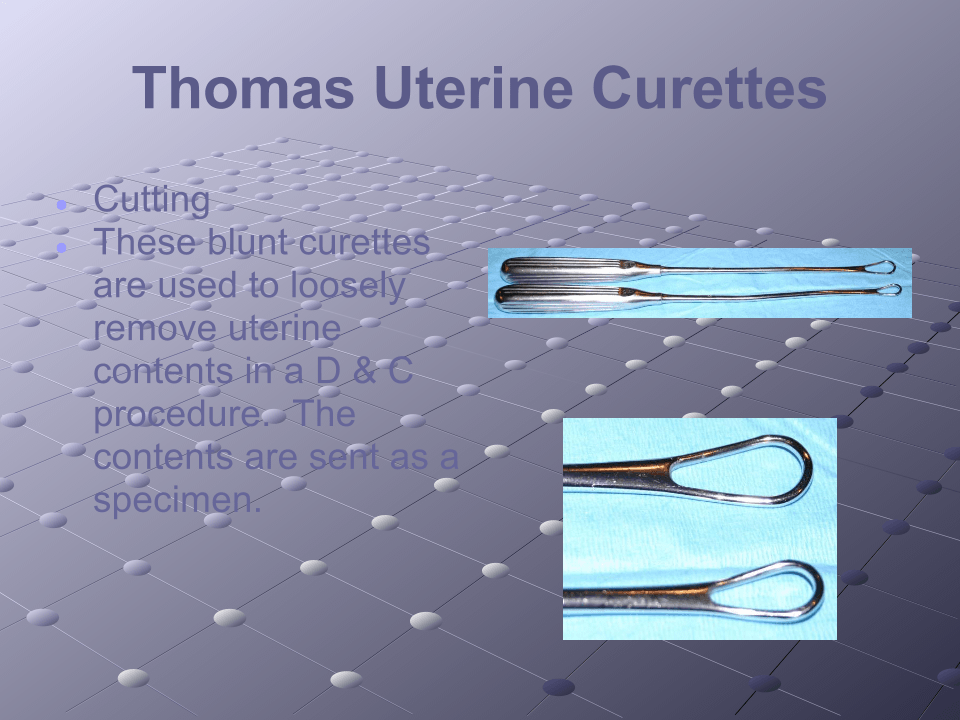 Thomas Uterine Curettes
Cutting
These blunt curettes
are used to loosely
remove uterine
contents in a D & C
procedure.  The
contents are sent as a
specimen.